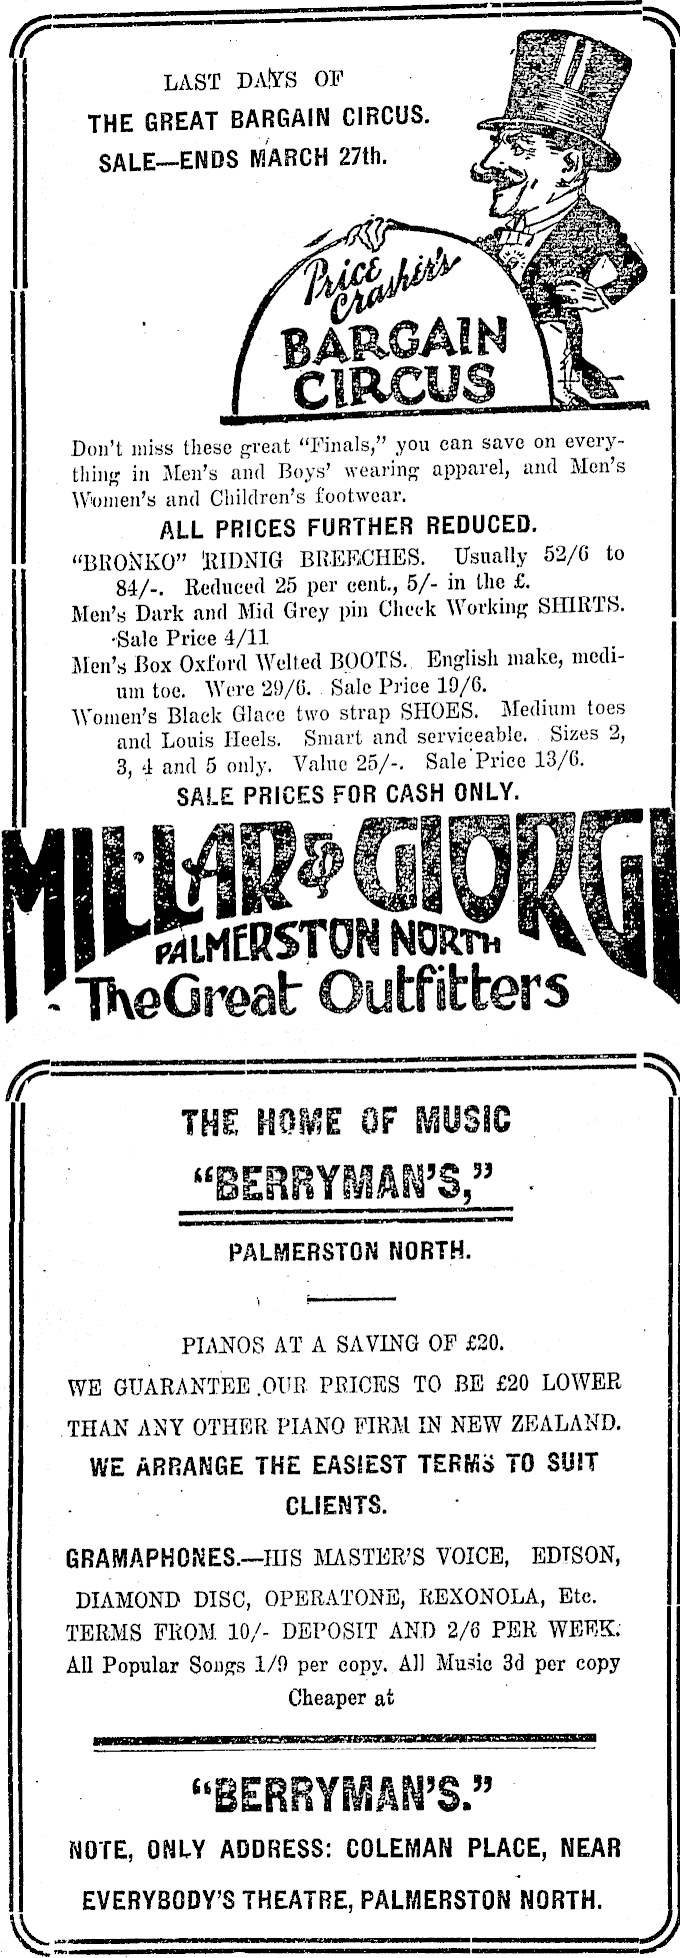 LAST DAYS OF
THE GREAT BARGAIN CIRCUS.
SALE—ENDS MARCH 27th.
Price
Crasher's
BARGAIN
CIRCUS
Don't miss these great "Finals," you can save on every-
thing in Men's and Boys' wearing apparel, and Men's
Women's and Children's footwear.
ALL PRICES FURTHER REDUCED.
"BRONKO" RIDNIG BREECHES. Usually 52/6 to
84/-. Reduced 25 per cent., 5/- in the £.
Men's Dark and Mid Grey pin Check Working SHIRTS.
Sale Price 4/11
Men's Box Oxford Welted BOOTS. English make, medi-
um toe. Were 29/6. Sale Price 19/6.
Women's Black Glace two strap SHOES. Medium toes
and Louis Heels. Smart and serviceable. Sizes 2,
3, 4 and 5 only. Value 25/-. Sale Price 13/6.
SALE PRICES FOR CASH ONLY.
MILLAR & GIORGI
PALMERSTON NORTH
The Great Outfitters
THE HOME OF MUSIC
"BERRYMAN'S,"
PALMERSTON NORTH.
PIANOS AT A SAVING OF £20.
WE GUARANTEE OUR PRICES TO BE £20 LOWER
THAN ANY OTHER PIANO FIRM IN NEW ZEALAND.
WE ARRANGE THE EASIEST TERMS TO SUIT
CLIENTS.
GRAMAPHONES.—HIS MASTER'S VOICE, EDISON,
DIAMOND DISC, OPERATONE, REXONOLA, Etc.
TERMS FROM 10/- DEPOSIT AND 2/6 PER WEEK.
All Popular Songs 1/9 per copy. All Music 3d per copy
Cheaper at
"BERRYMAN'S."
NOTE, ONLY ADDRESS: COLEMAN PLACE, NEAR
EVERYBODY'S THEATRE, PALMERSTON NORTH.